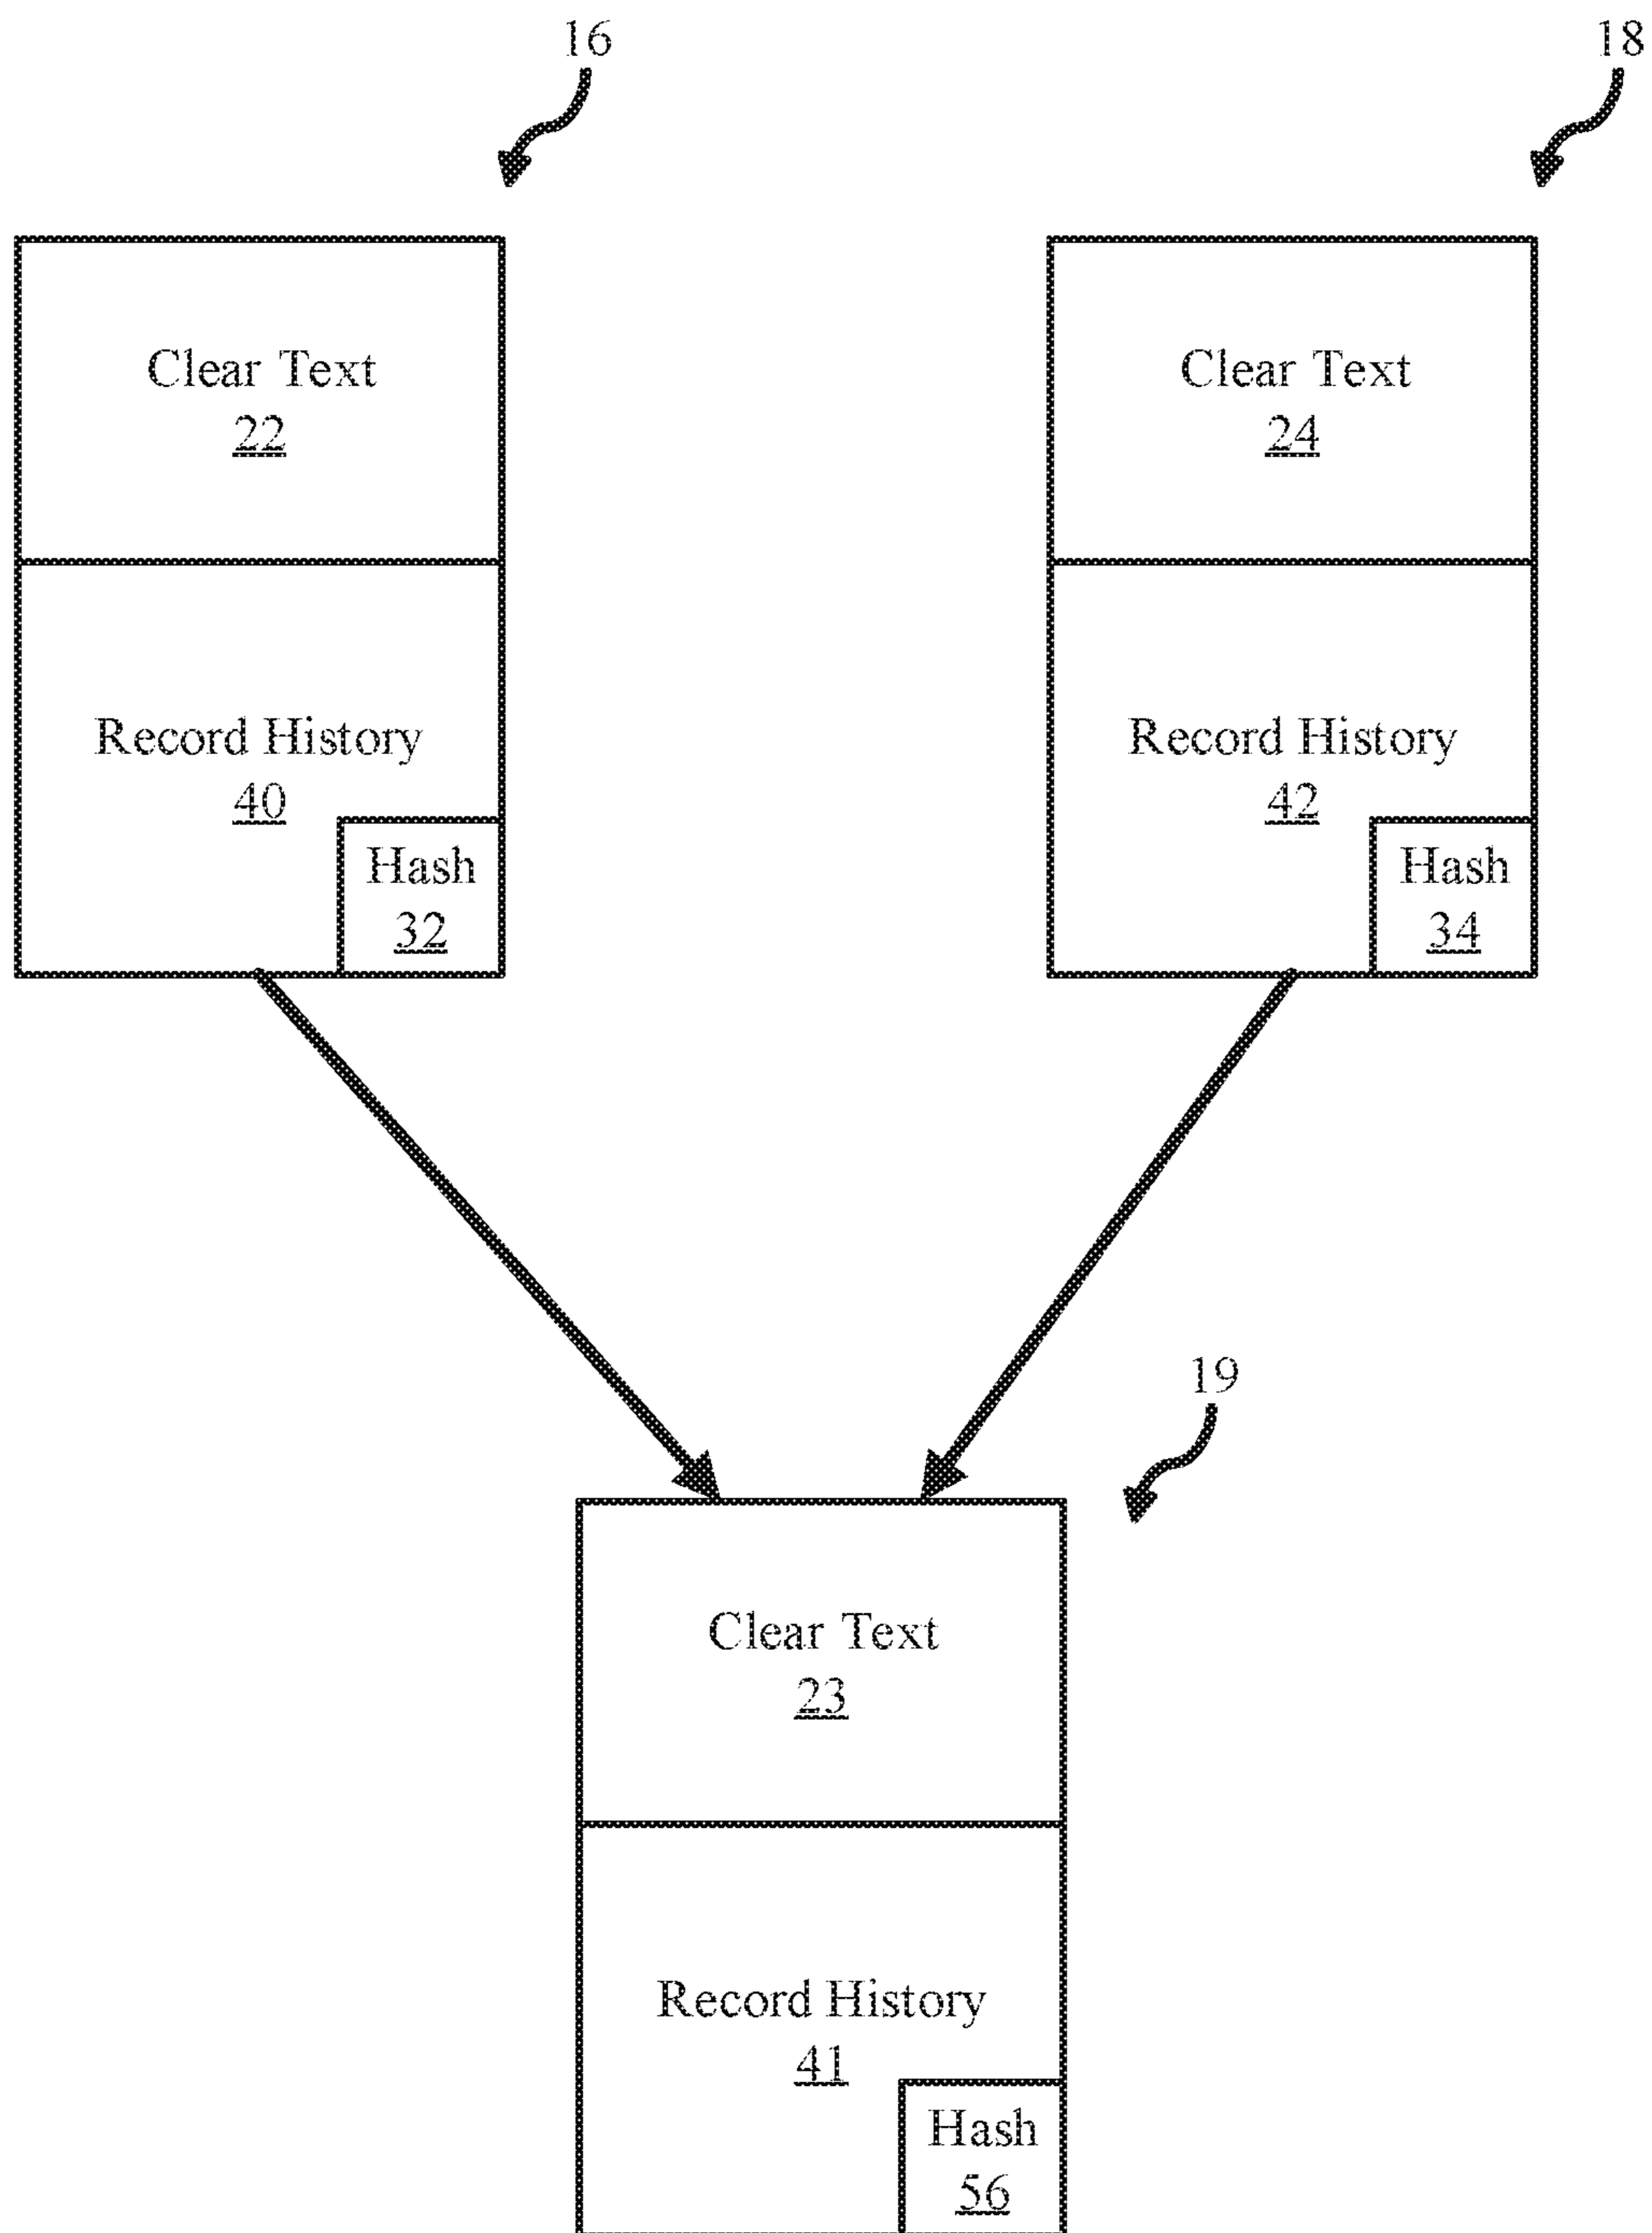 16
18
Clear Text
22
Record History
40
Hash
32
Clear Text
24
Record History
42
Hash
34
19
Clear Text
23
Record History
41
Hash
56